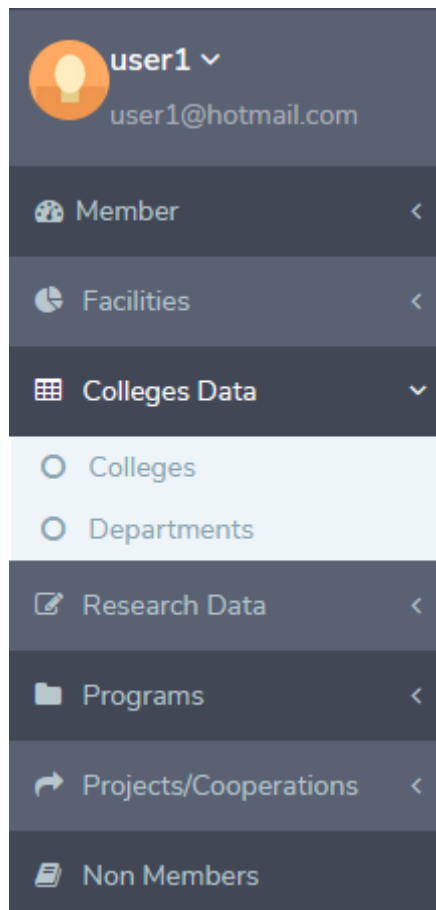 user1
user1@hotmail.com
Member
Facilities
Colleges Data
Colleges
Departments
Research Data
Programs
Projects/Cooperations
Non Members